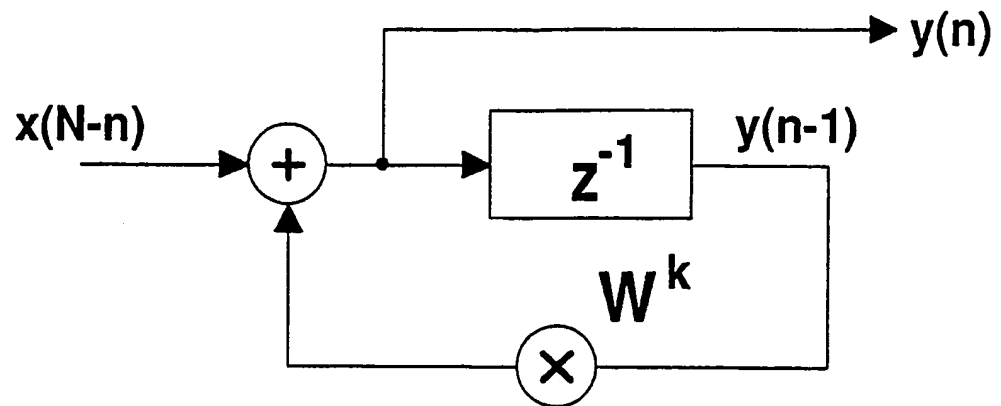 y(n)
x(N-n)
+
z^-1
y(n-1)
W^k
×